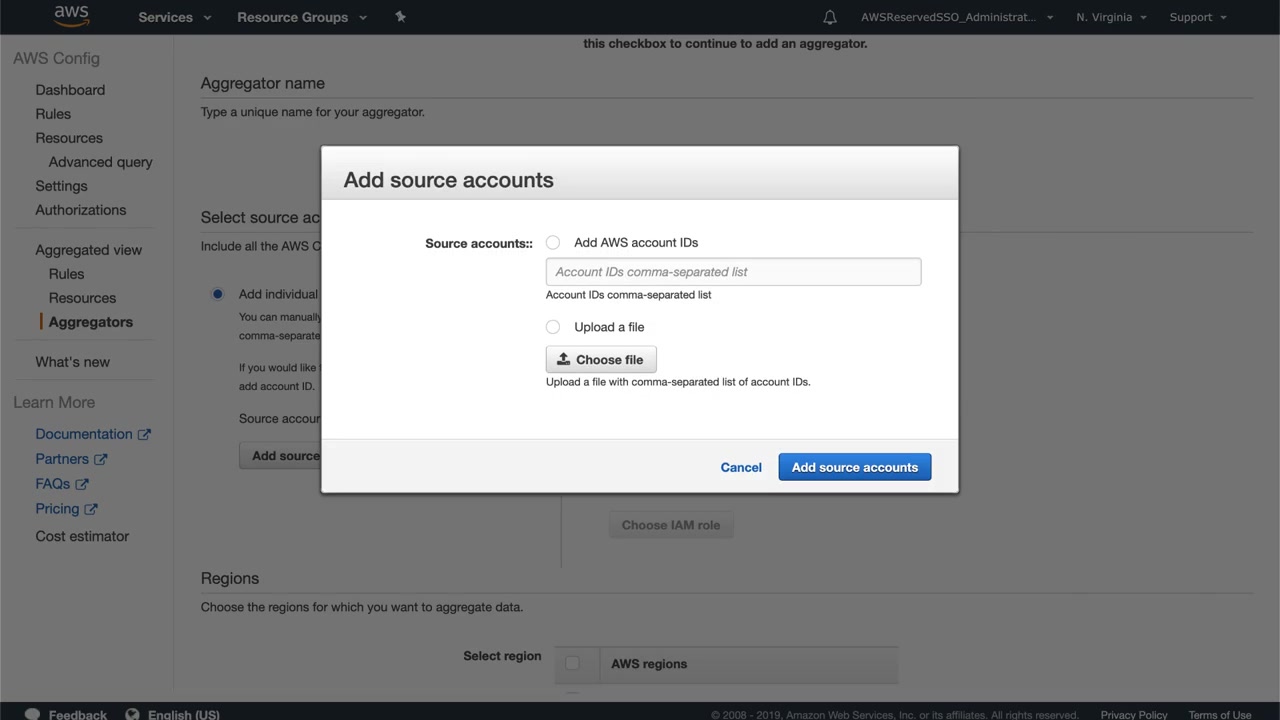 aws
Services
Resource Groups
AWSReservedSSO_Administrat...
N. Virginia
Support
AWS Config
Dashboard
Rules
Resources
Advanced query
Settings
Authorizations
Aggregated view
Rules
Resources
Aggregators
What's new
Learn More
Documentation
Partners
FAQs
Pricing
Cost estimator
this checkbox to continue to add an aggregator.
Aggregator name
Type a unique name for your aggregator.
Select source ac
Include all the AWS C
Add individual
You can manually
comma-separate
If you would like t
add account ID.
Source accour
Add source
Add source accounts
Source accounts::
Add AWS account IDs
Account IDs comma-separated list
Account IDs comma-separated list
Upload a file
Choose file
Upload a file with comma-separated list of account IDs.
Cancel
Add source accounts
Choose IAM role
Regions
Choose the regions for which you want to aggregate data.
Select region
AWS regions
Feedback
English (US)
© 2008 - 2019, Amazon Web Services, Inc. or its affiliates. All rights reserved.
Privacy Policy
Terms of Use